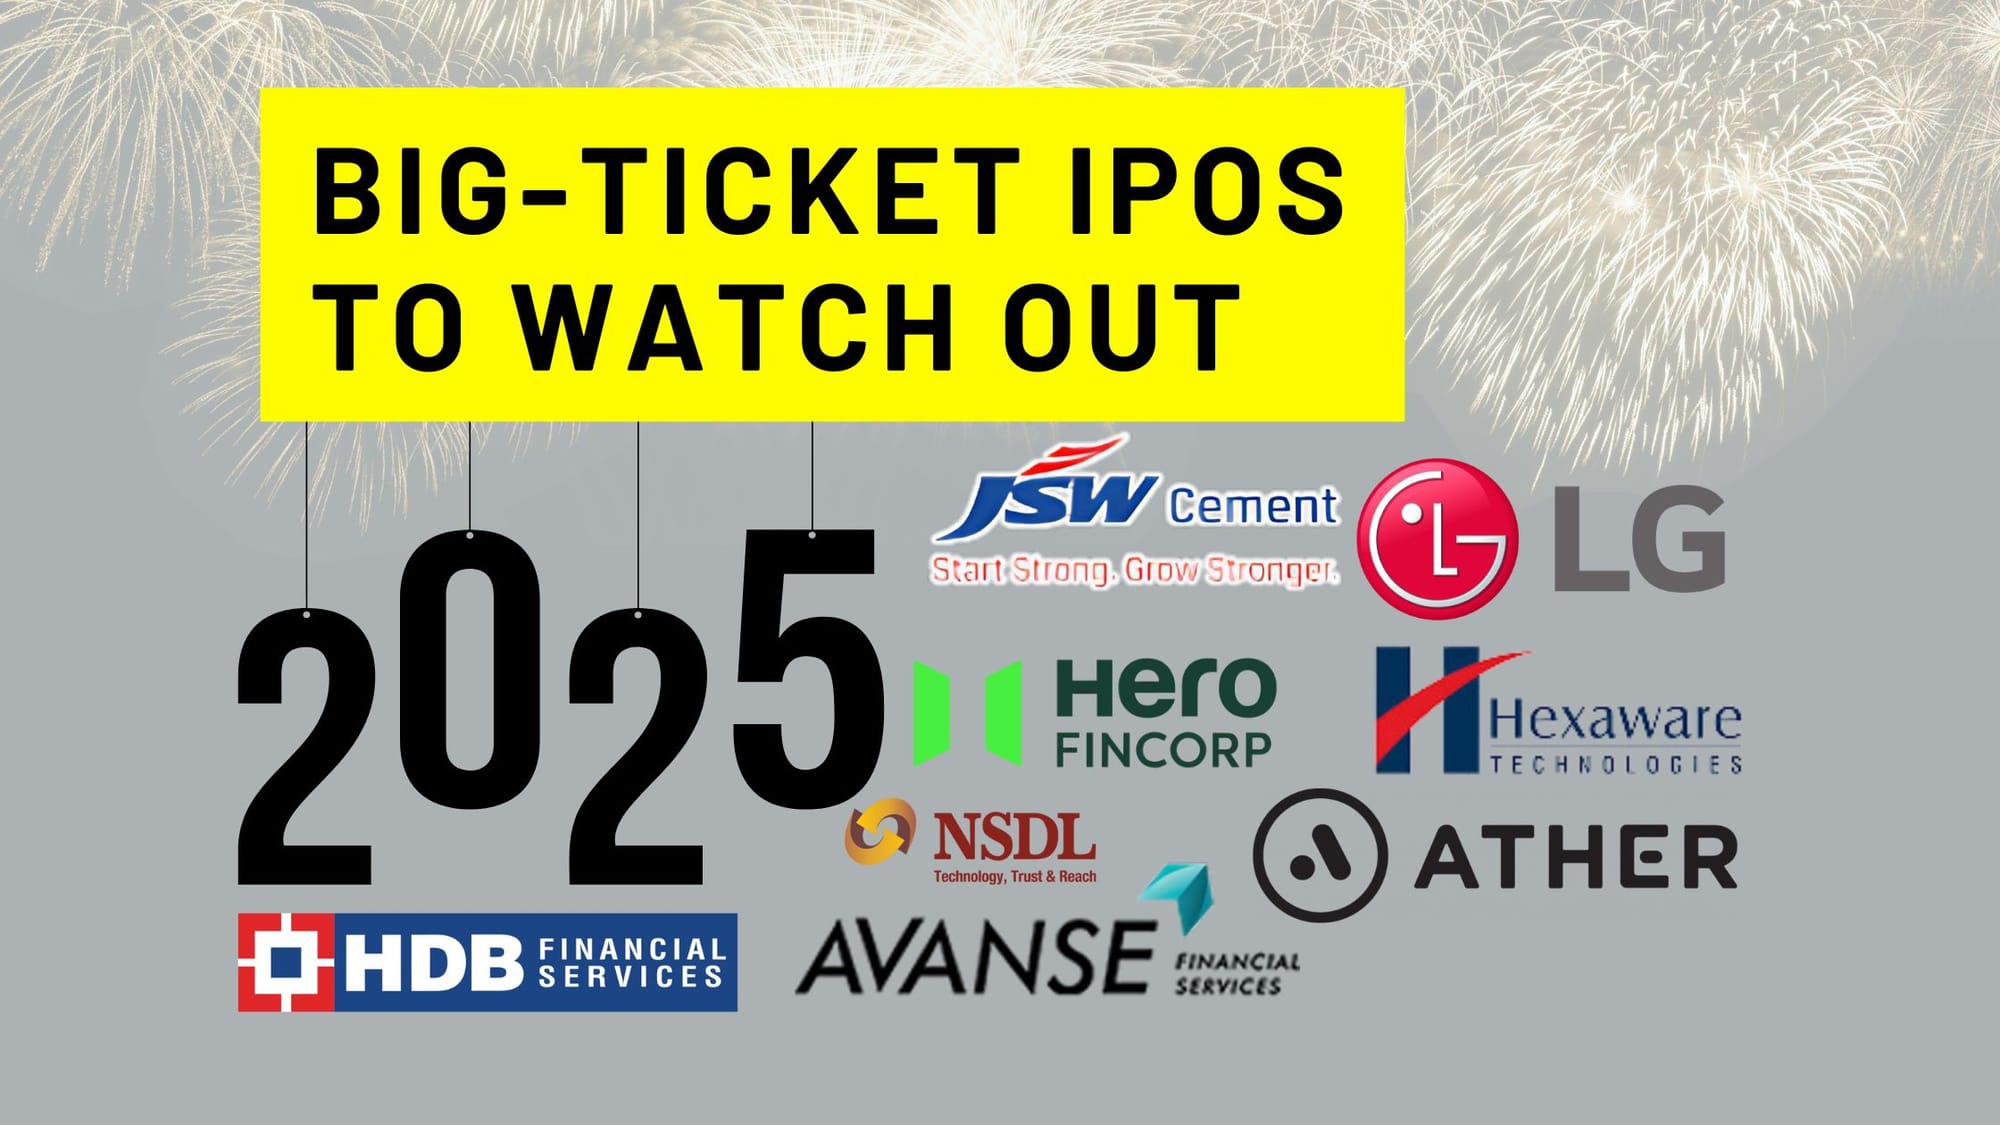 BIG-TICKET IPOS
TO WATCH OUT
2025
JSW Cement
Start Strong. Grow Stronger.
LG
Hero
FINCORP
Hexaware
TECHNOLOGIES
NSDL
Technology, Trust & Reach
ATHER
HDB FINANCIAL
SERVICES
AVANSE
FINANCIAL
SERVICES